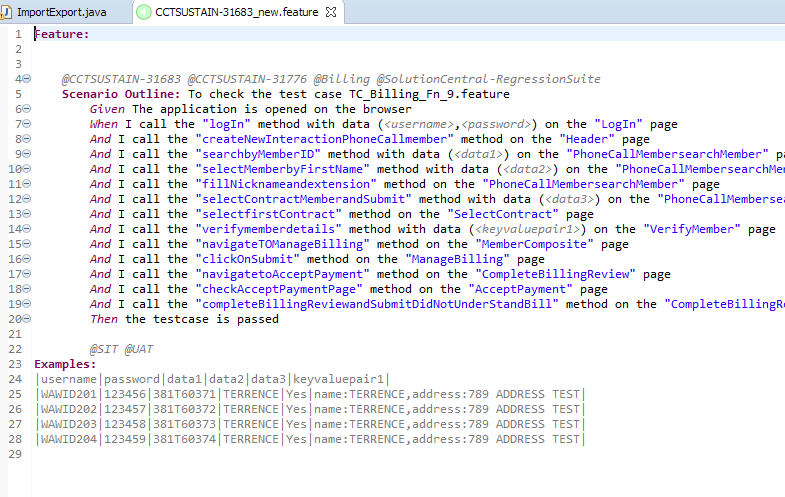 ImportExport.java
CCTSUSTAIN-31683_new.feature
1 Feature:
2
3
4 @CCTSUSTAIN-31683 @CCTSUSTAIN-31776 @Billing @SolutionCentral-RegressionSuite
5 Scenario Outline: To check the test case TC_Billing_Fn_9.feature
6 Given The application is opened on the browser
7 When I call the "logIn" method with data (<username>,<password>) on the "LogIn" page
8 And I call the "createNewInteractionPhoneCallmember" method on the "Header" page
9 And I call the "searchbyMemberID" method with data (<data1>) on the "PhoneCallMembersearchMember" pa
10 And I call the "selectMemberbyFirstName" method with data (<data2>) on the "PhoneCallMembersearchMem
11 And I call the "fillNicknameandextension" method on the "PhoneCallMembersearchMember" page
12 And I call the "selectContractMemberandSubmit" method with data (<data3>) on the "PhoneCallMembersea
13 And I call the "selectfirstContract" method on the "SelectContract" page
14 And I call the "verifymemberdetails" method with data (<keyvaluepair1>) on the "VerifyMember" page
15 And I call the "navigateTOManageBilling" method on the "MemberComposite" page
16 And I call the "clickOnSubmit" method on the "ManageBilling" page
17 And I call the "navigatetoAcceptPayment" method on the "CompleteBillingReview" page
18 And I call the "checkAcceptPaymentPage" method on the "AcceptPayment" page
19 And I call the "completeBillingReviewandSubmitDidNotUnderStandBill" method on the "CompleteBillingRe
20 Then the testcase is passed
21
22 @SIT @UAT
23 Examples:
24 |username|password|data1|data2|data3|keyvaluepair1|
25 |WAWID201|123456|381T60371|TERRENCE|Yes|name:TERRENCE,address:789 ADDRESS TEST|
26 |WAWID202|123457|381T60372|TERRENCE|Yes|name:TERRENCE,address:789 ADDRESS TEST|
27 |WAWID203|123458|381T60373|TERRENCE|Yes|name:TERRENCE,address:789 ADDRESS TEST|
28 |WAWID204|123459|381T60374|TERRENCE|Yes|name:TERRENCE,address:789 ADDRESS TEST|
29